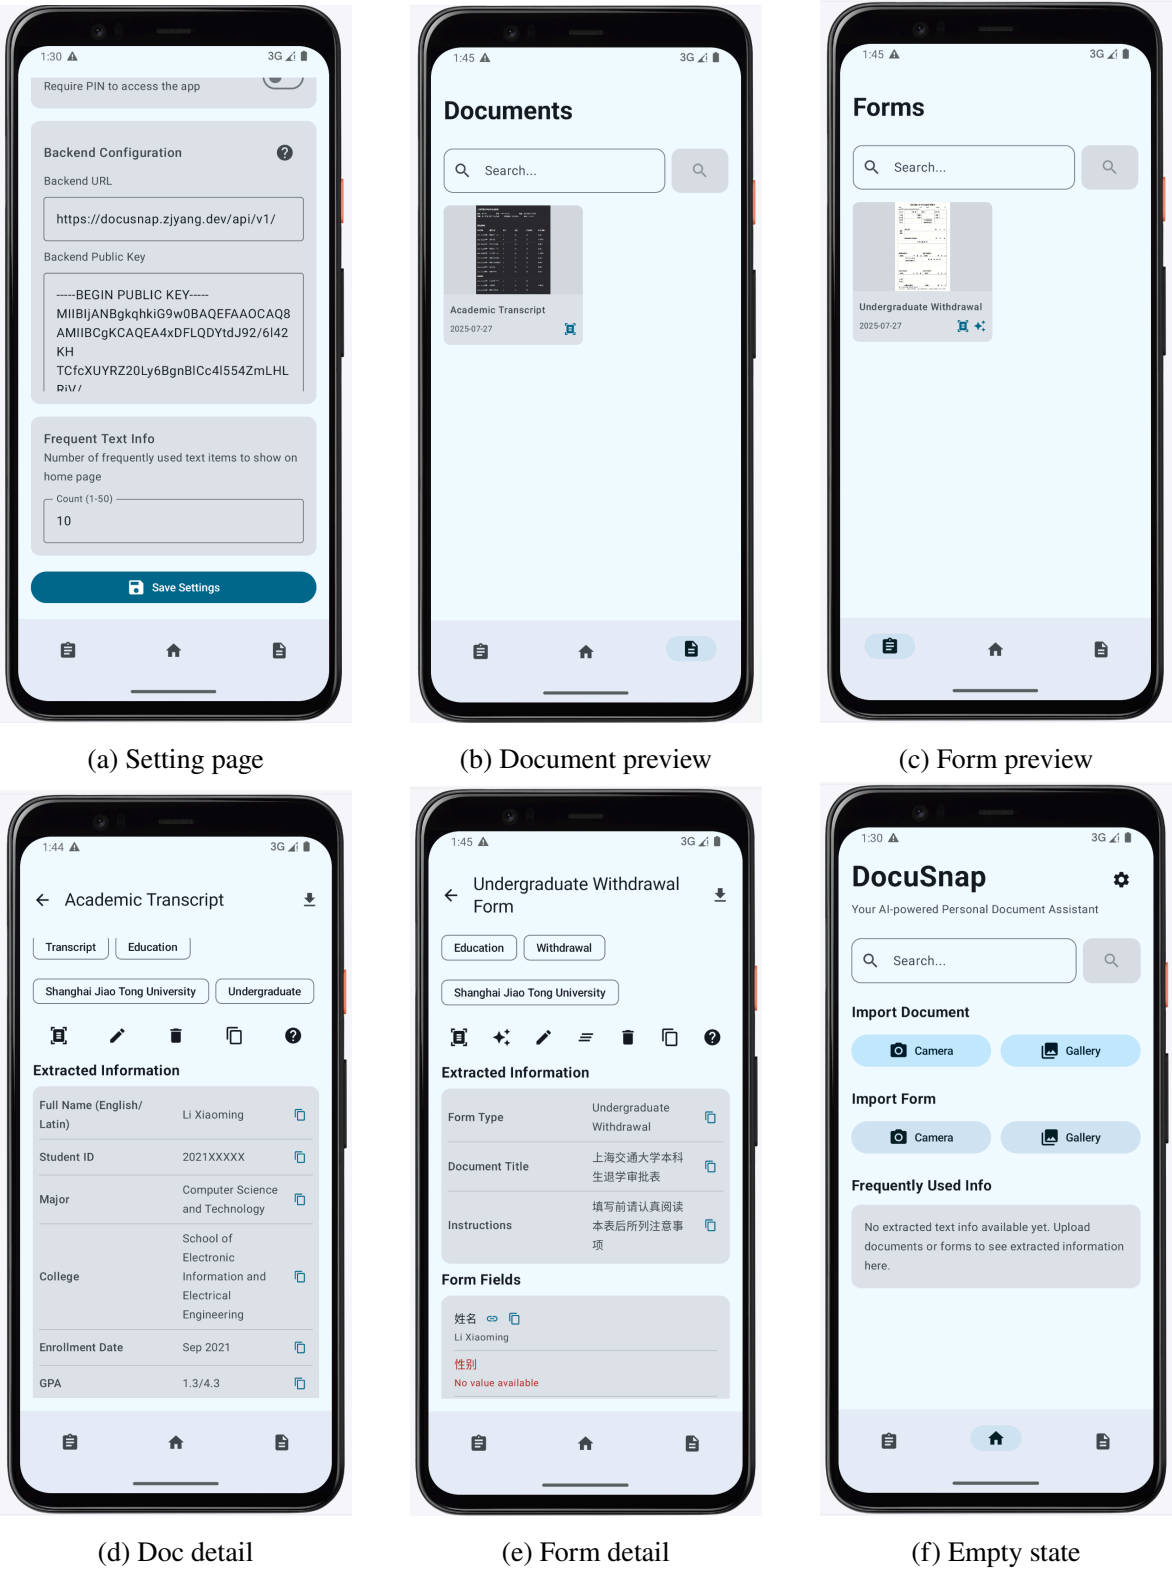 1:30
3G
Require PIN to access the app
Backend Configuration
Backend URL
https://docusnap.zjyang.dev/api/v1/
Backend Public Key
-----BEGIN PUBLIC KEY-----
MIIBIjANBgkqhkiG9w0BAQEFAAOCAQ8
AMIIBCgKCAQEA4xDFLQDYtdJ92/6l42
KH
TCfcXUYRZ20Ly6BgnBlCc4l554ZmLHL
RiV/
Frequent Text Info
Number of frequently used text items to show on
home page
Count (1-50)
10
Save Settings
(a) Setting page
1:45
3G
Documents
Search...
Academic Transcript
2025-07-27
(b) Document preview
1:45
3G
Forms
Search...
Undergraduate Withdrawal
2025-07-27
(c) Form preview
1:44
3G
Academic Transcript
Transcript
Education
Shanghai Jiao Tong University
Undergraduate
Extracted Information
Full Name (English/
Latin)
Li Xiaoming
Student ID
2021XXXXX
Major
Computer Science
and Technology
College
School of
Electronic
Information and
Electrical
Engineering
Enrollment Date
Sep 2021
GPA
1.3/4.3
(d) Doc detail
1:45
3G
Undergraduate Withdrawal
Form
Education
Withdrawal
Shanghai Jiao Tong University
Extracted Information
Form Type
Undergraduate
Withdrawal
Document Title
上海交通大学本科
生退学审批表
Instructions
填写前请认真阅读
本表后所列注意事
项
Form Fields
姓名
Li Xiaoming
性别
No value available
(e) Form detail
1:30
3G
DocuSnap
Your AI-powered Personal Document Assistant
Search...
Import Document
Camera
Gallery
Import Form
Camera
Gallery
Frequently Used Info
No extracted text info available yet. Upload
documents or forms to see extracted information
here.
(f) Empty state